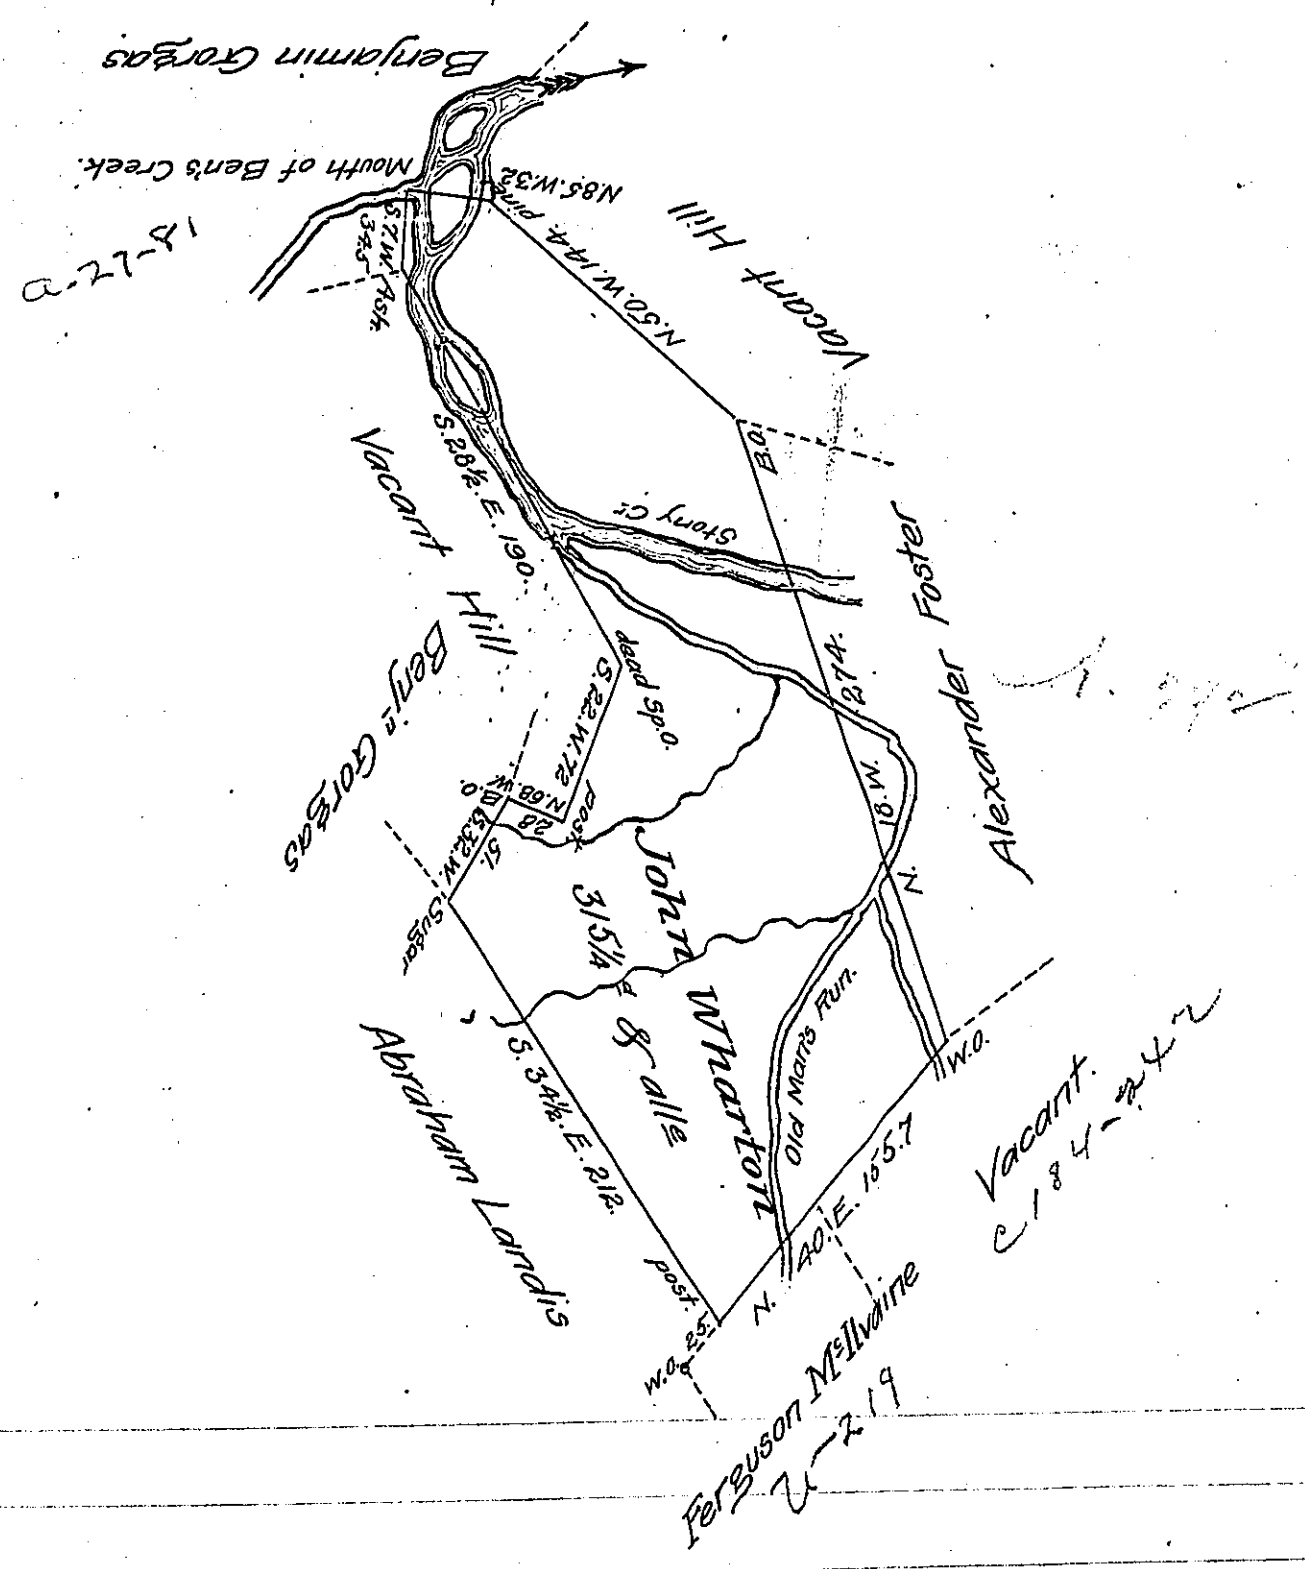 Benjamin Gorgas
Mouth of Ben's Creek.
a-27-81
N.85.W.32
pine
N.50.W.144.
Vacant Hill
S.7.W.
34.5
Ash.
B.O.
Vacant Hill
S.28½.E.190.
Stony Cr
Alexander Foster
N. 18.W. 274.
dead Sp.O.
S.22.W.72
post
N.68.W.
28
B.O.
Benjn Gorgas
S.32.W.
51.
Sugar
John Wharton
315¼ & alle
Old Man's Run.
W.O.
Abraham Landis
S.34½.E.212.
post.
25.
W.O.
N. 40.E.155.7
Vacant.
C184-242
Ferguson McIlvaine
U-219